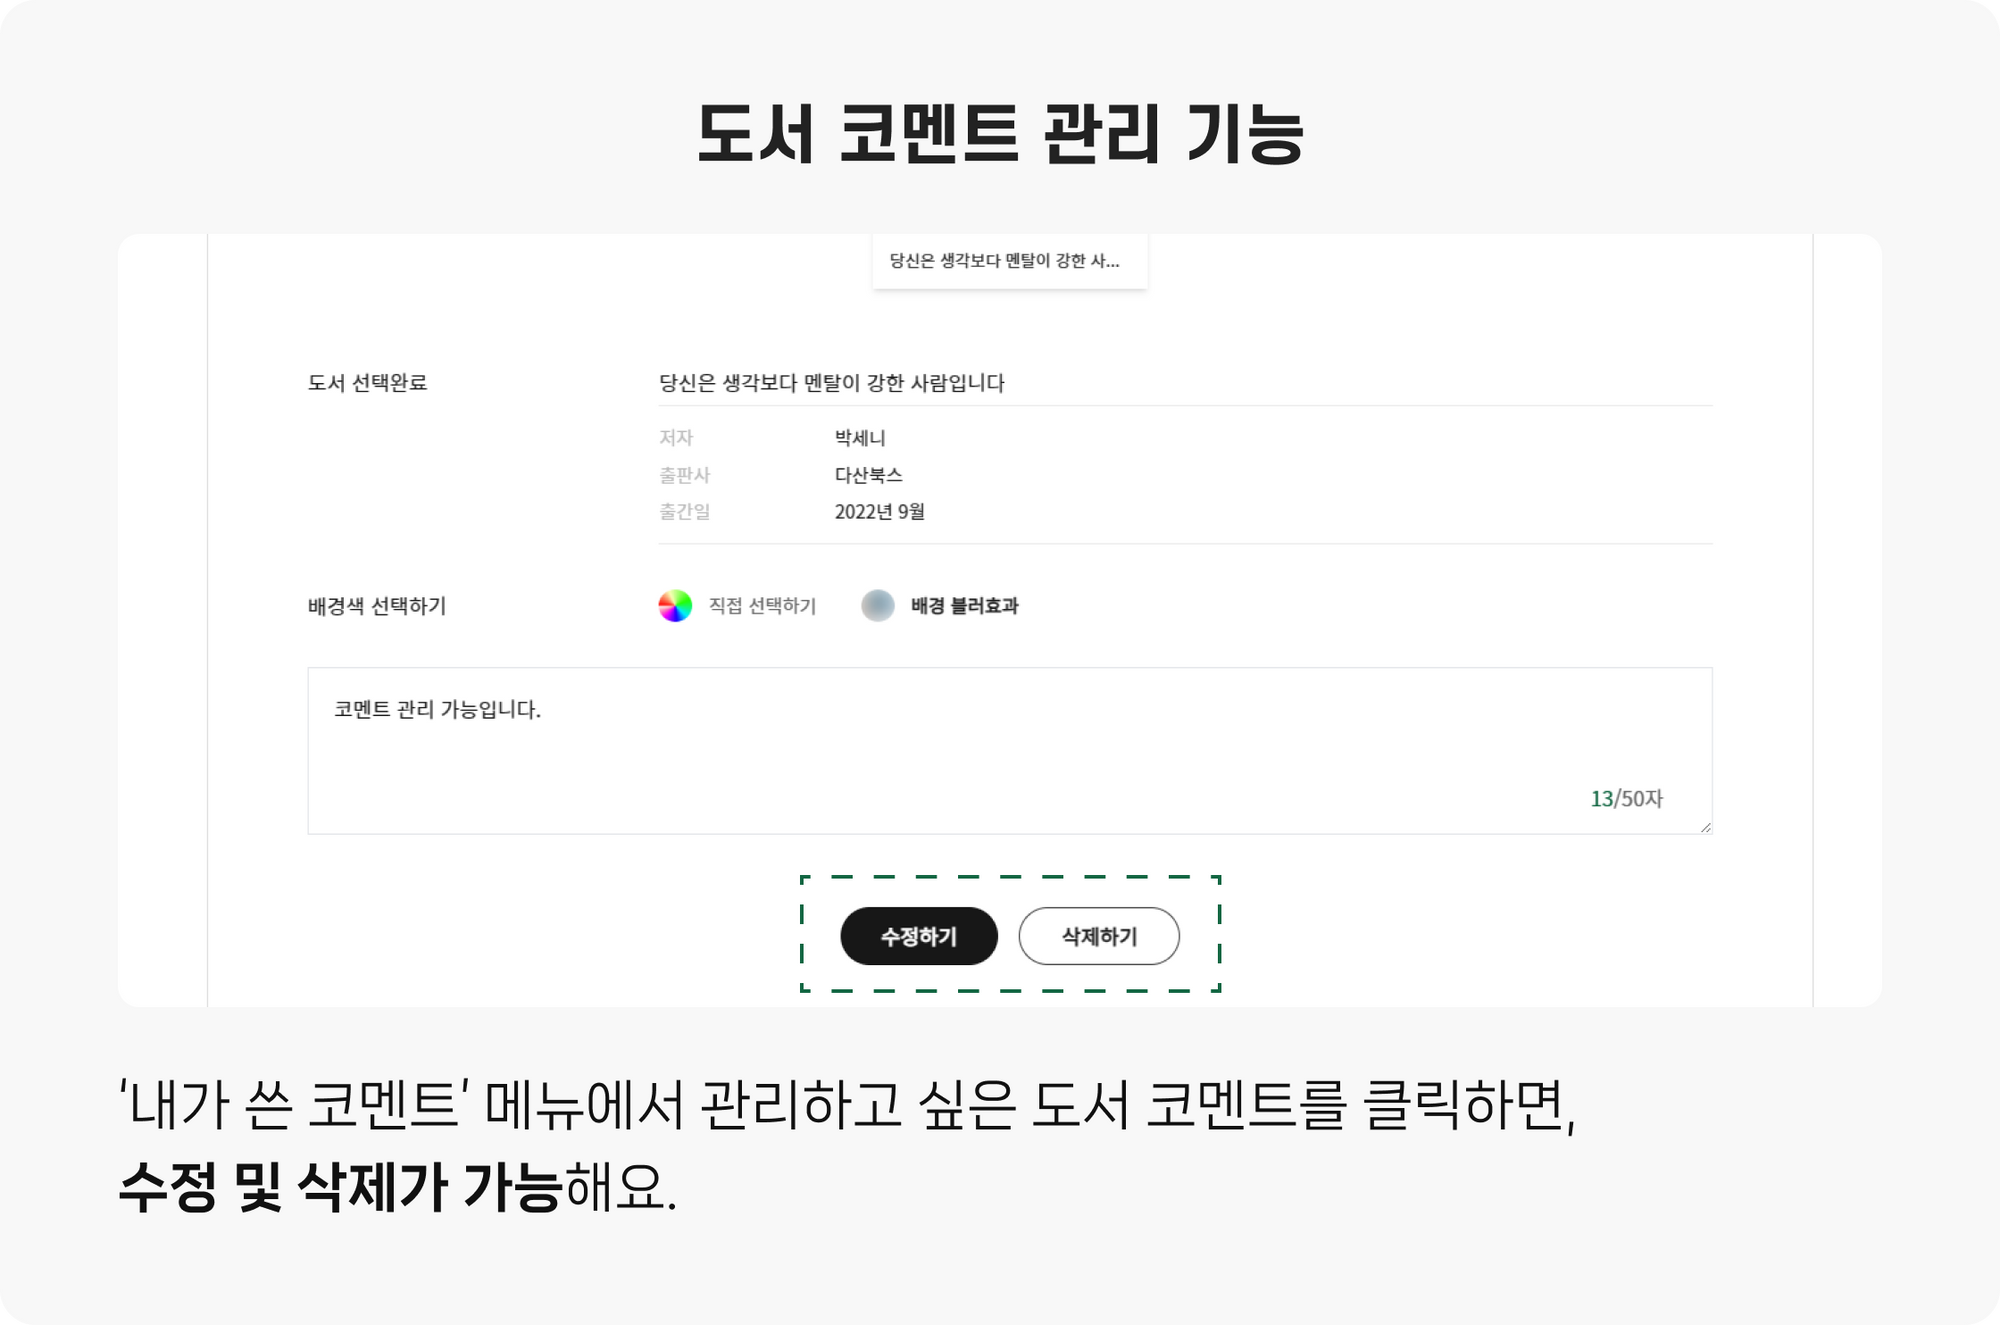 도서 코멘트 관리 기능
당신은 생각보다 멘탈이 강한 사...
도서 선택완료 당신은 생각보다 멘탈이 강한 사람입니다
저자 박세니
출판사 다산북스
출간일 2022년 9월
배경색 선택하기 직접 선택하기 배경 블러효과
코멘트 관리 가능입니다.
13/50자
수정하기 삭제하기
'내가 쓴 코멘트' 메뉴에서 관리하고 싶은 도서 코멘트를 클릭하면,
수정 및 삭제가 가능해요.